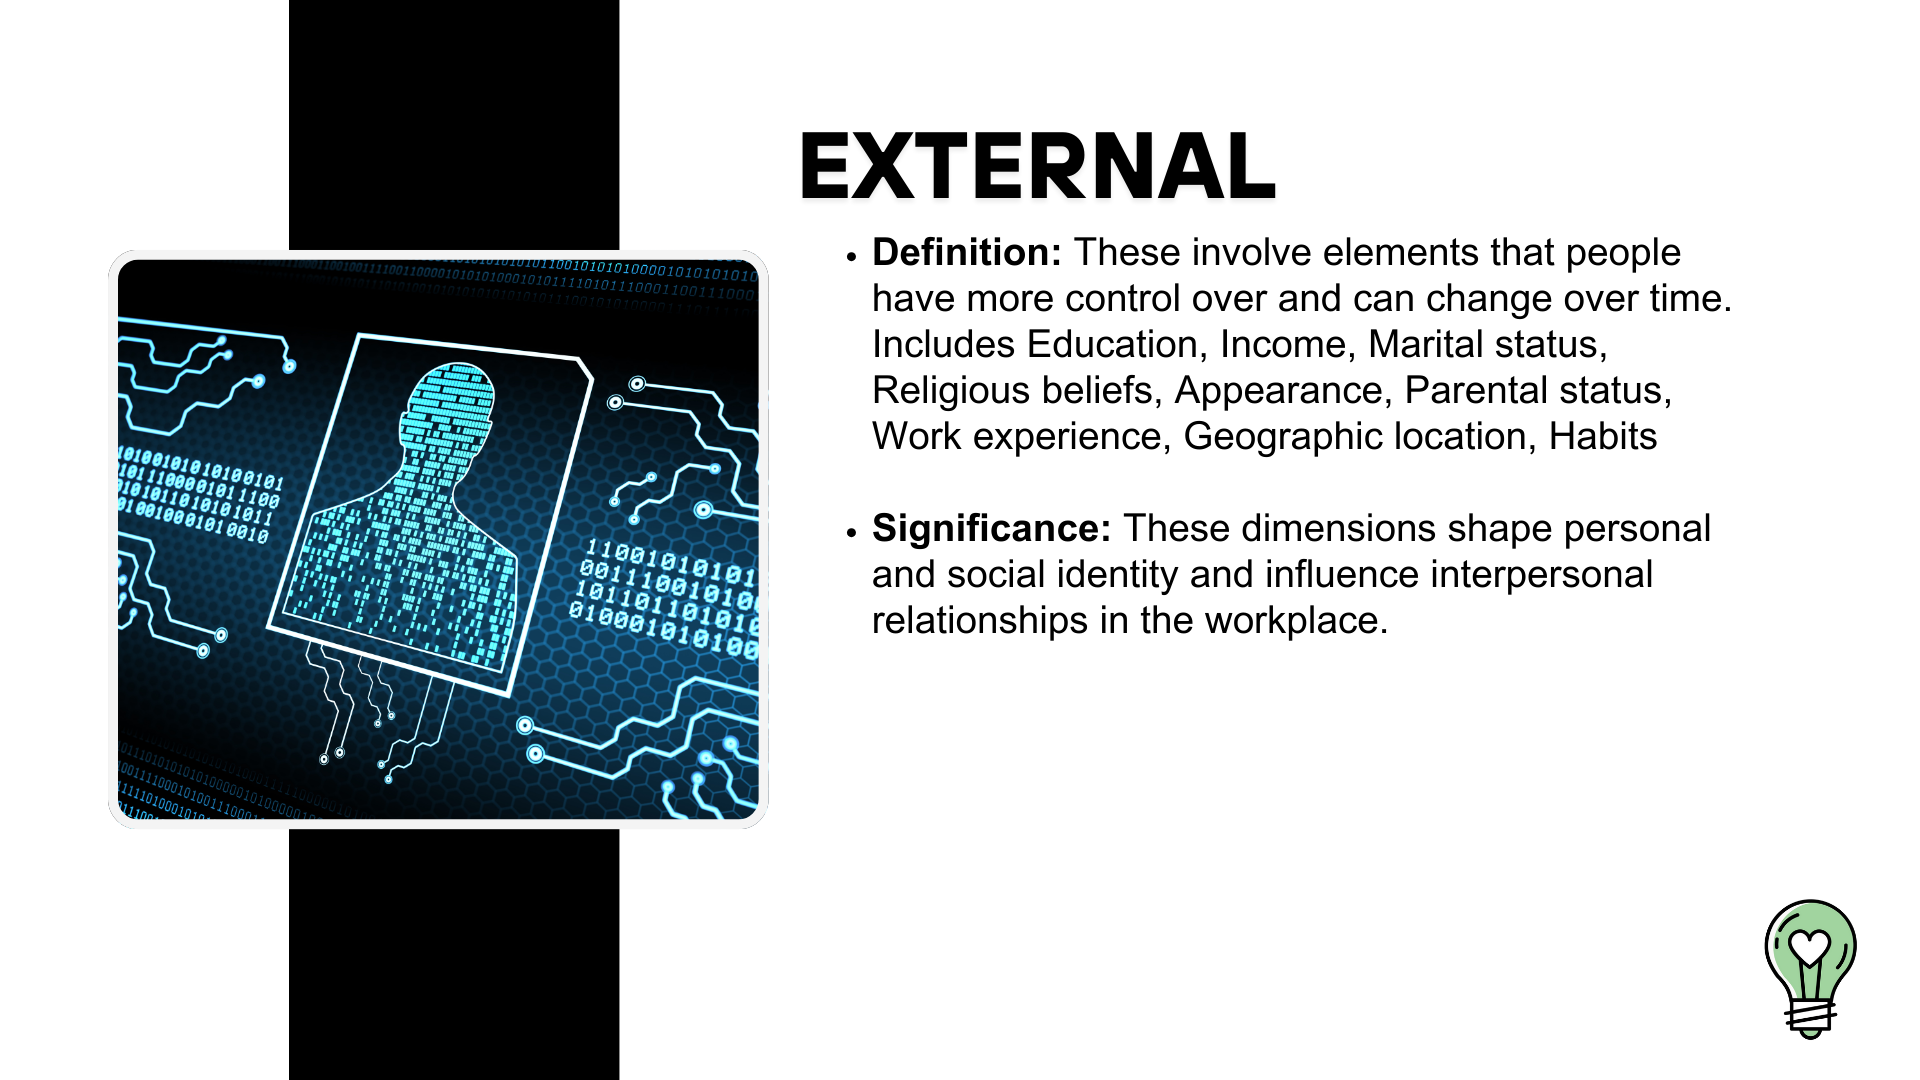 EXTERNAL
• Definition: These involve elements that people
have more control over and can change over time.
Includes Education, Income, Marital status,
Religious beliefs, Appearance, Parental status,
Work experience, Geographic location, Habits
• Significance: These dimensions shape personal
and social identity and influence interpersonal
relationships in the workplace.